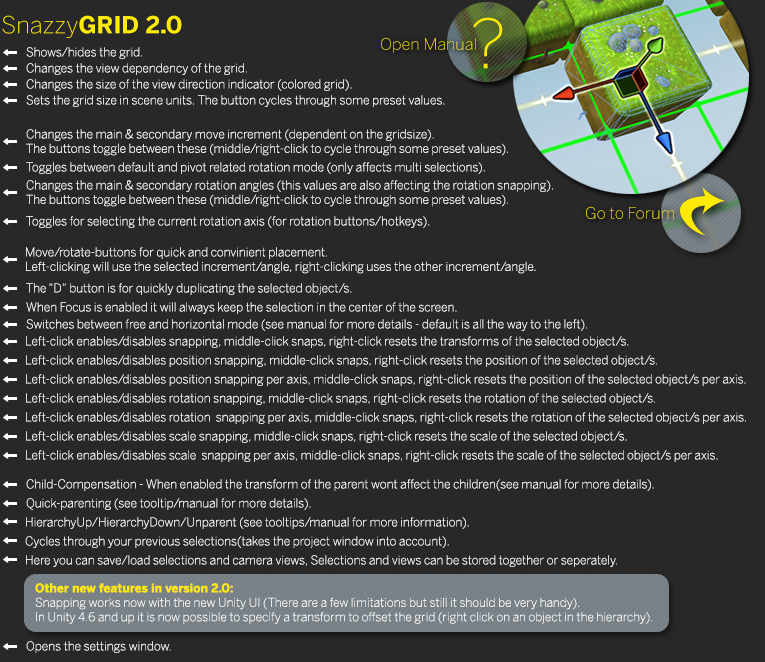 SnazzyGRID 2.0
Open Manual
?
Shows/hides the grid.
Changes the view dependency of the grid.
Changes the size of the view direction indicator (colored grid).
Sets the grid size in scene units. The button cycles through some preset values.
Changes the main & secondary move increment (dependent on the gridsize).
The buttons toggle between these (middle/right-click to cycle through some preset values).
Toggles between default and pivot related rotation mode (only affects multi selections).
Changes the main & secondary rotation angles (this values are also affecting the rotation snapping).
The buttons toggle between these (middle/right-click to cycle through some preset values).
Go to Forum
Toggles for selecting the current rotation axis (for rotation buttons/hotkeys).
Move/rotate-buttons for quick and convinient placement.
Left-clicking will use the selected increment/angle, right-clicking uses the other increment/angle.
The "D" button is for quickly duplicating the selected object/s.
When Focus is enabled it will always keep the selection in the center of the screen.
Switches between free and horizontal mode (see manual for more details - default is all the way to the left).
Left-click enables/disables snapping, middle-click snaps, right-click resets the transforms of the selected object/s.
Left-click enables/disables position snapping, middle-click snaps, right-click resets the position of the selected object/s.
Left-click enables/disables position snapping per axis, middle-click snaps, right-click resets the position of the selected object/s per axis.
Left-click enables/disables rotation snapping, middle-click snaps, right-click resets the rotation of the selected object/s.
Left-click enables/disables rotation snapping per axis, middle-click snaps, right-click resets the rotation of the selected object/s per axis.
Left-click enables/disables scale snapping, middle-click snaps, right-click resets the scale of the selected object/s.
Left-click enables/disables scale snapping per axis, middle-click snaps, right-click resets the scale of the selected object/s per axis.
Child-Compensation - When enabled the transform of the parent wont affect the children(see manual for more details).
Quick-parenting (see tooltip/manual for more details).
HierarchyUp/HierarchyDown/Unparent (see tooltips/manual for more information).
Cycles through your previous selections(takes the project window into account).
Here you can save/load selections and camera views, Selections and views can be stored together or seperately.
Other new features in version 2.0:
Snapping works now with the new Unity UI (There are a few limitations but still it should be very handy).
In Unity 4.6 and up it is now possible to specify a transform to offset the grid (right click on an object in the hierarchy).
Opens the settings window.